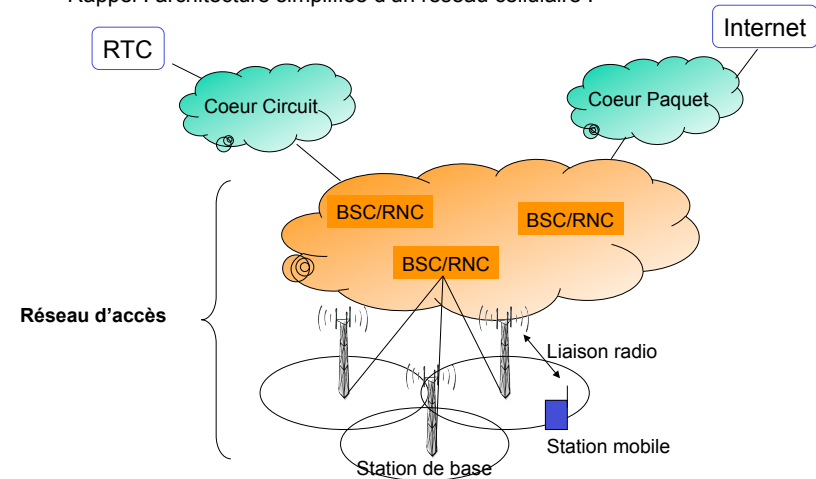 Rappel : architecture simplifiée d'un réseau cellulaire :
Internet
RTC
Coeur Circuit
Coeur Paquet
BSC/RNC
BSC/RNC
BSC/RNC
Réseau d'accès
Liaison radio
Station mobile
Station de base